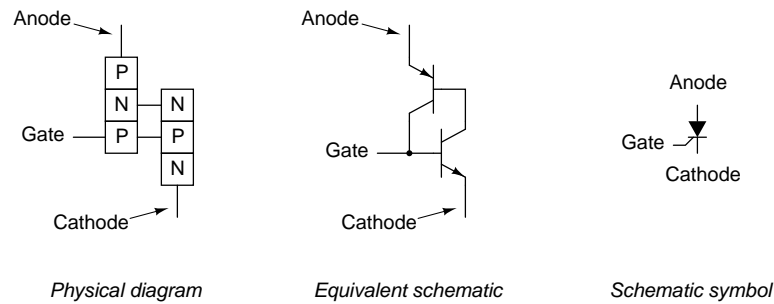 Anode
P
N N
Gate P P
N
Cathode
Physical diagram
Anode
Gate
Cathode
Equivalent schematic
Anode
Gate
Cathode
Schematic symbol